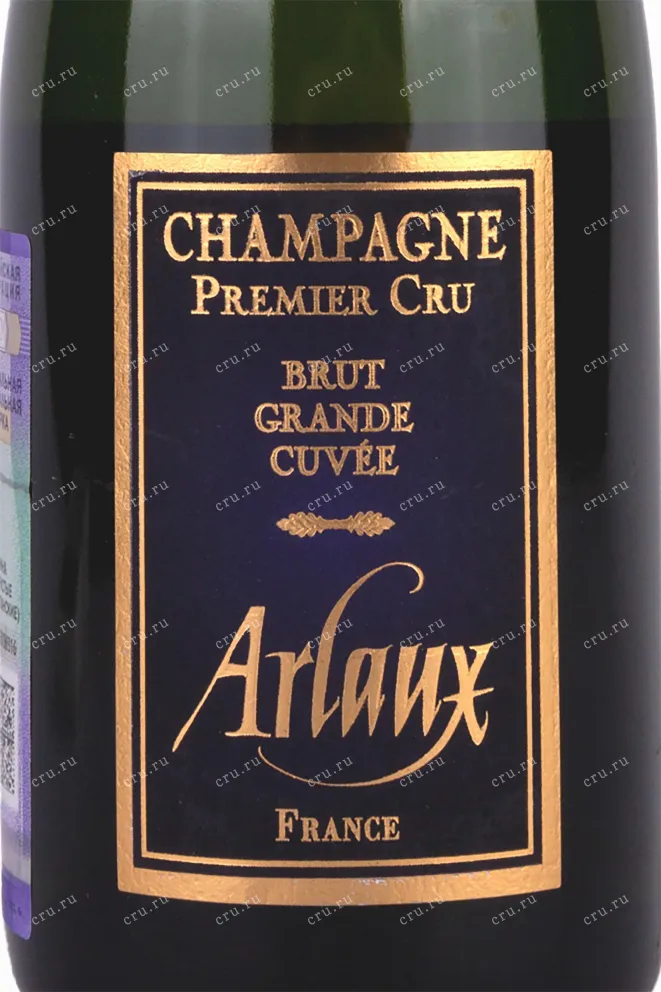 CHAMPAGNE
PREMIER CRU
BRUT
GRANDE
CUVÉE
Arlaux
FRANCE
cru.ru